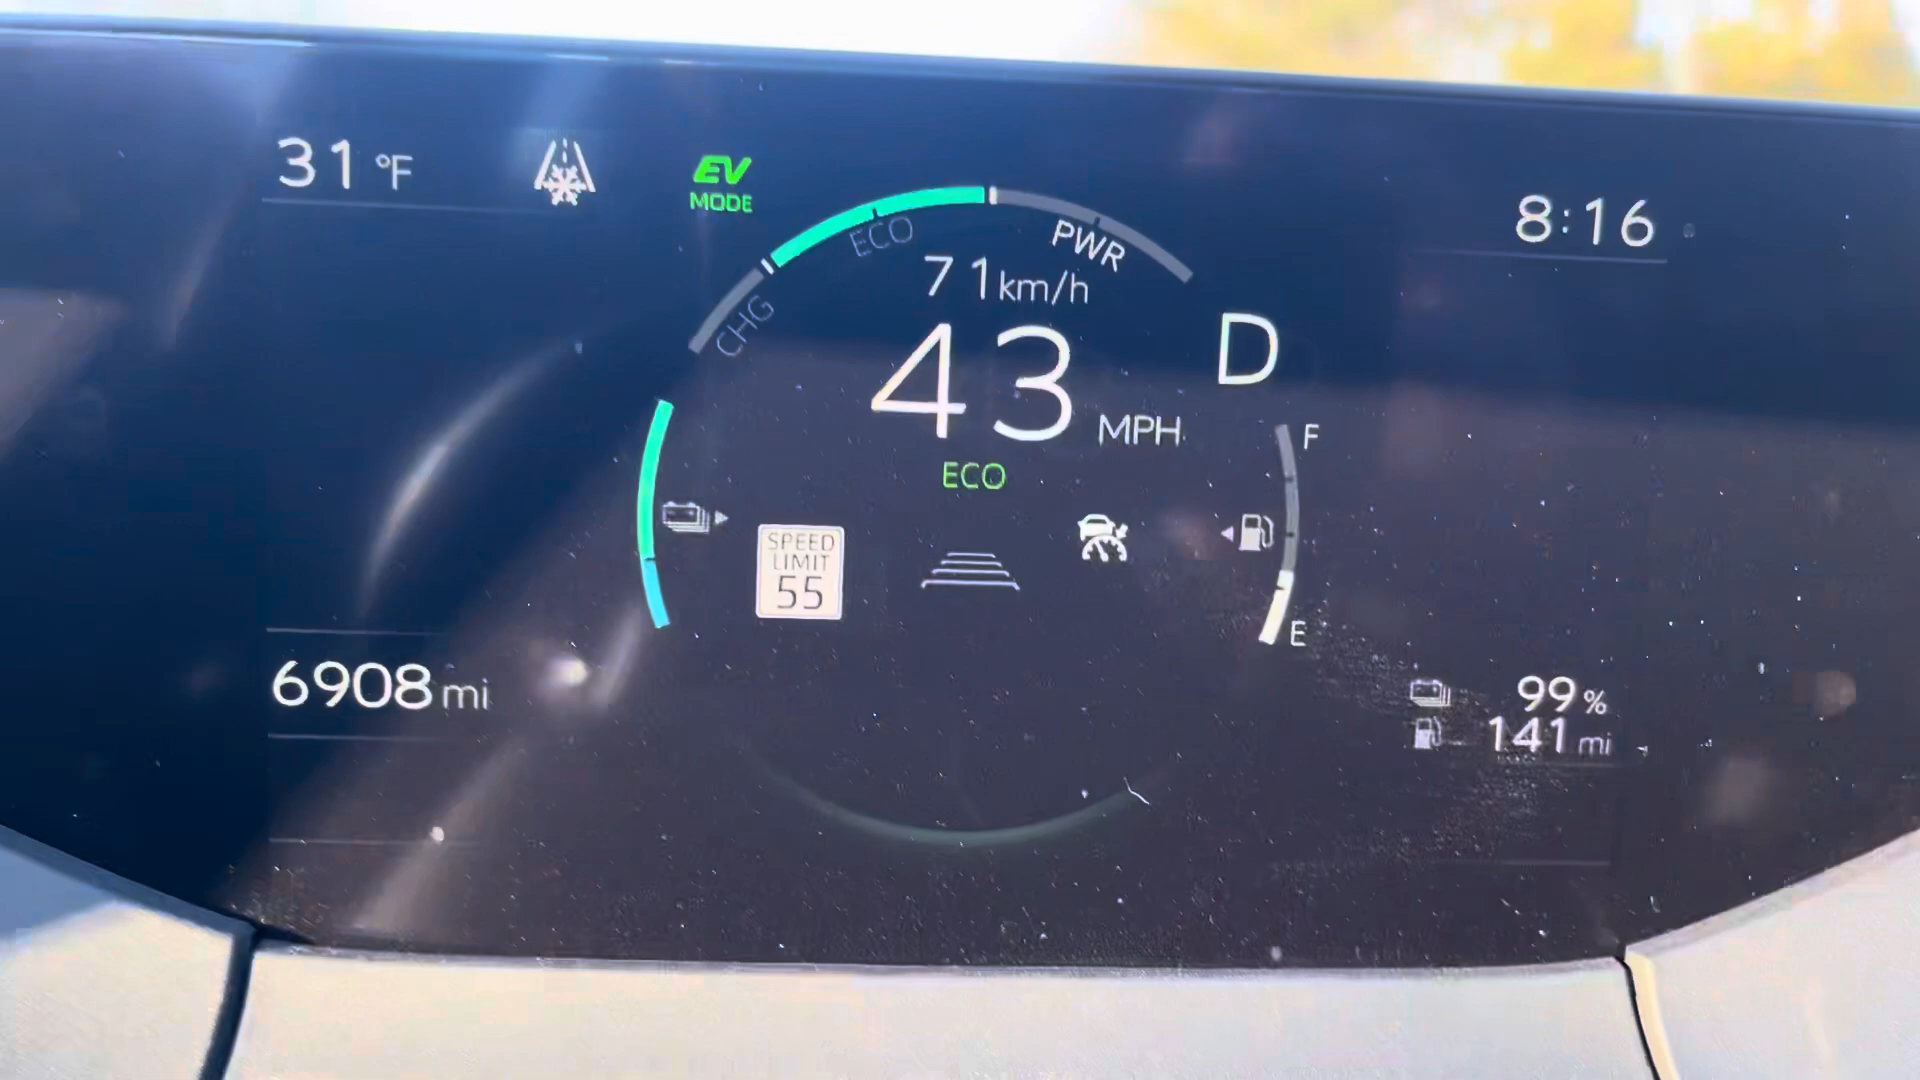 31 °F
EV
MODE
8:16
ECO
PWR
CHG
71 km/h
43 MPH
D
ECO
F
SPEED
LIMIT
55
E
6908 mi
99 %
141 mi